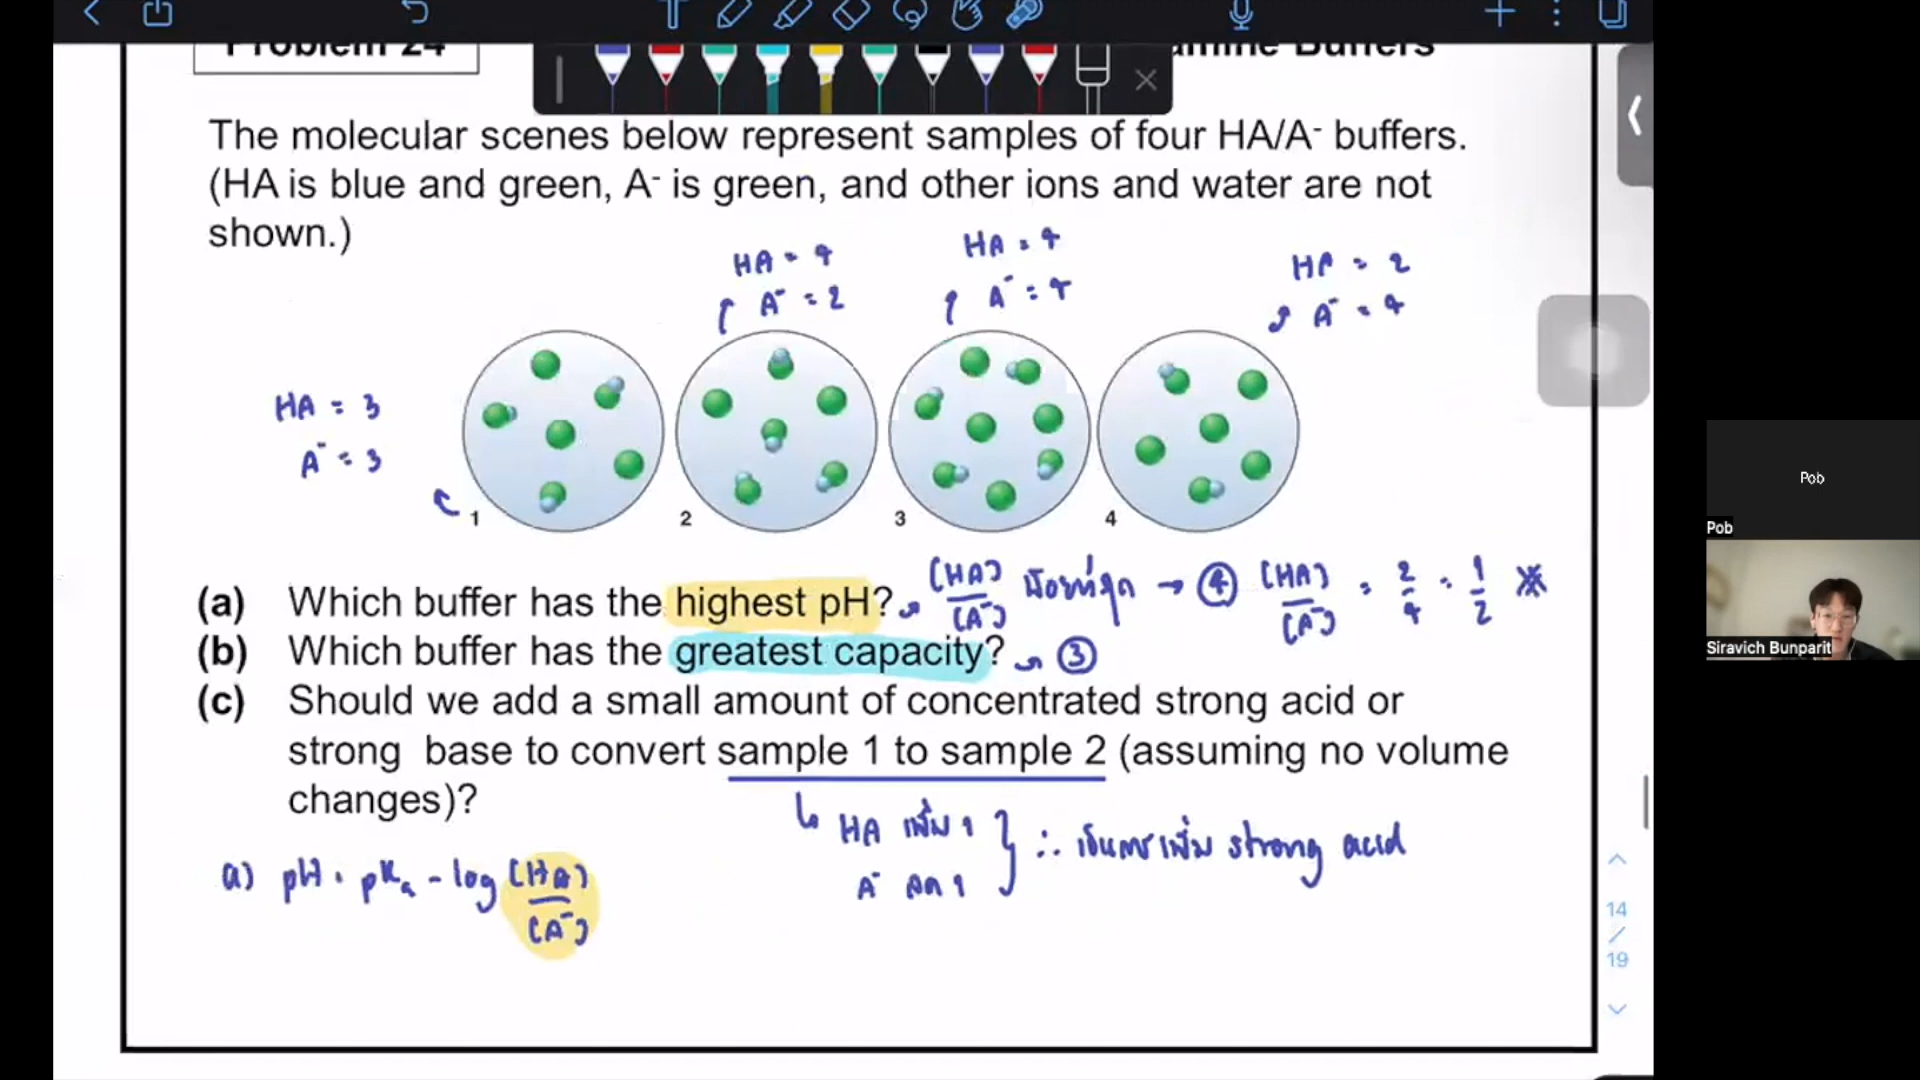 Problem 24
amine Buffers
The molecular scenes below represent samples of four HA/A- buffers.
(HA is blue and green, A- is green, and other ions and water are not
shown.)
HA = 3
A- = 3
HA = 4
A- = 2
HA = 4
A- = 4
HA = 2
A- = 4
1
2
3
4
(a) Which buffer has the highest pH? [HA]/[A-] น้อยที่สุด → ④ [HA]/[A-] = 2/4 = 1/2
(b) Which buffer has the greatest capacity? ③
(c) Should we add a small amount of concentrated strong acid or
strong base to convert sample 1 to sample 2 (assuming no volume
changes)?
HA เพิ่ม 1
A- ลด 1
∴ เป็นการเพิ่ม strong acid
a) pH = pKa - log [HA]/[A-]
14
/
19
Pob
Pob
Siravich Bunparit